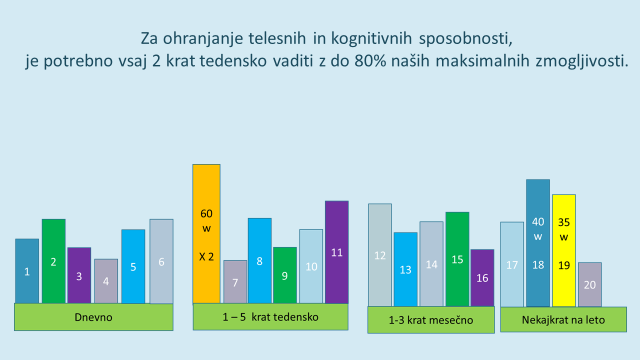 Za ohranjanje telesnih in kognitivnih sposobnosti,
je potrebno vsaj 2 krat tedensko vaditi z do 80% naših maksimalnih zmogljivosti.
1
2
3
4
5
6
Dnevno
60
w
X 2
7
8
9
10
11
1 – 5 krat tedensko
12
13
14
15
16
1-3 krat mesečno
17
40
w
18
35
w
19
20
Nekajkrat na leto